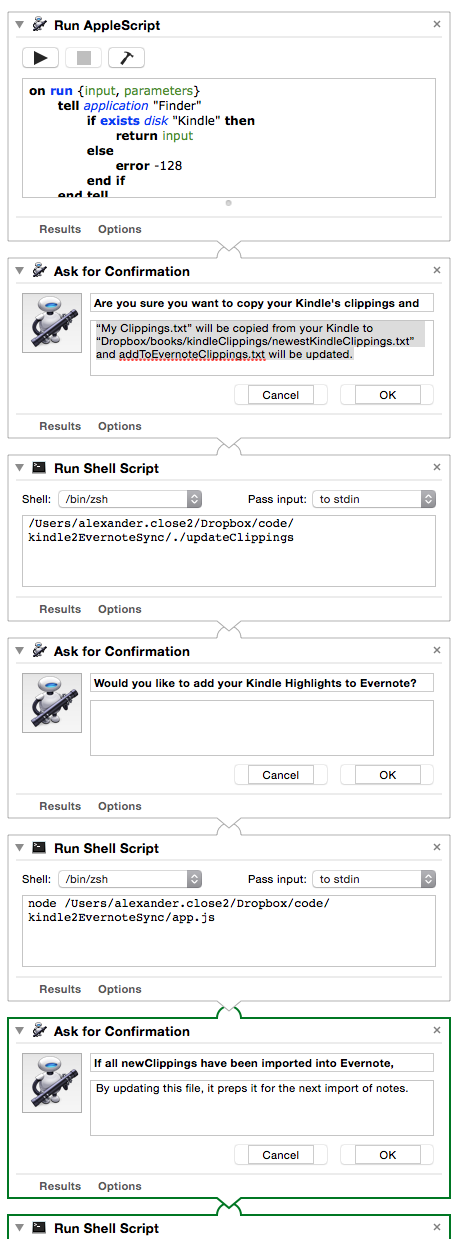 Run AppleScript
on run {input, parameters}
tell application "Finder"
if exists disk "Kindle" then
return input
else
error -128
end if
end tell
Results Options
Ask for Confirmation
Are you sure you want to copy your Kindle's clippings and
“My Clippings.txt” will be copied from your Kindle to
“Dropbox/books/kindleClippings/newestKindleClippings.txt”
and addToEvernoteClippings.txt will be updated.
Cancel OK
Results Options
Run Shell Script
Shell: /bin/zsh Pass input: to stdin
/Users/alexander.close2/Dropbox/code/
kindle2EvernoteSync/./updateClippings
Results Options
Ask for Confirmation
Would you like to add your Kindle Highlights to Evernote?
Cancel OK
Results Options
Run Shell Script
Shell: /bin/zsh Pass input: to stdin
node /Users/alexander.close2/Dropbox/code/
kindle2EvernoteSync/app.js
Results Options
Ask for Confirmation
If all newClippings have been imported into Evernote,
By updating this file, it preps it for the next import of notes.
Cancel OK
Results Options
Run Shell Script